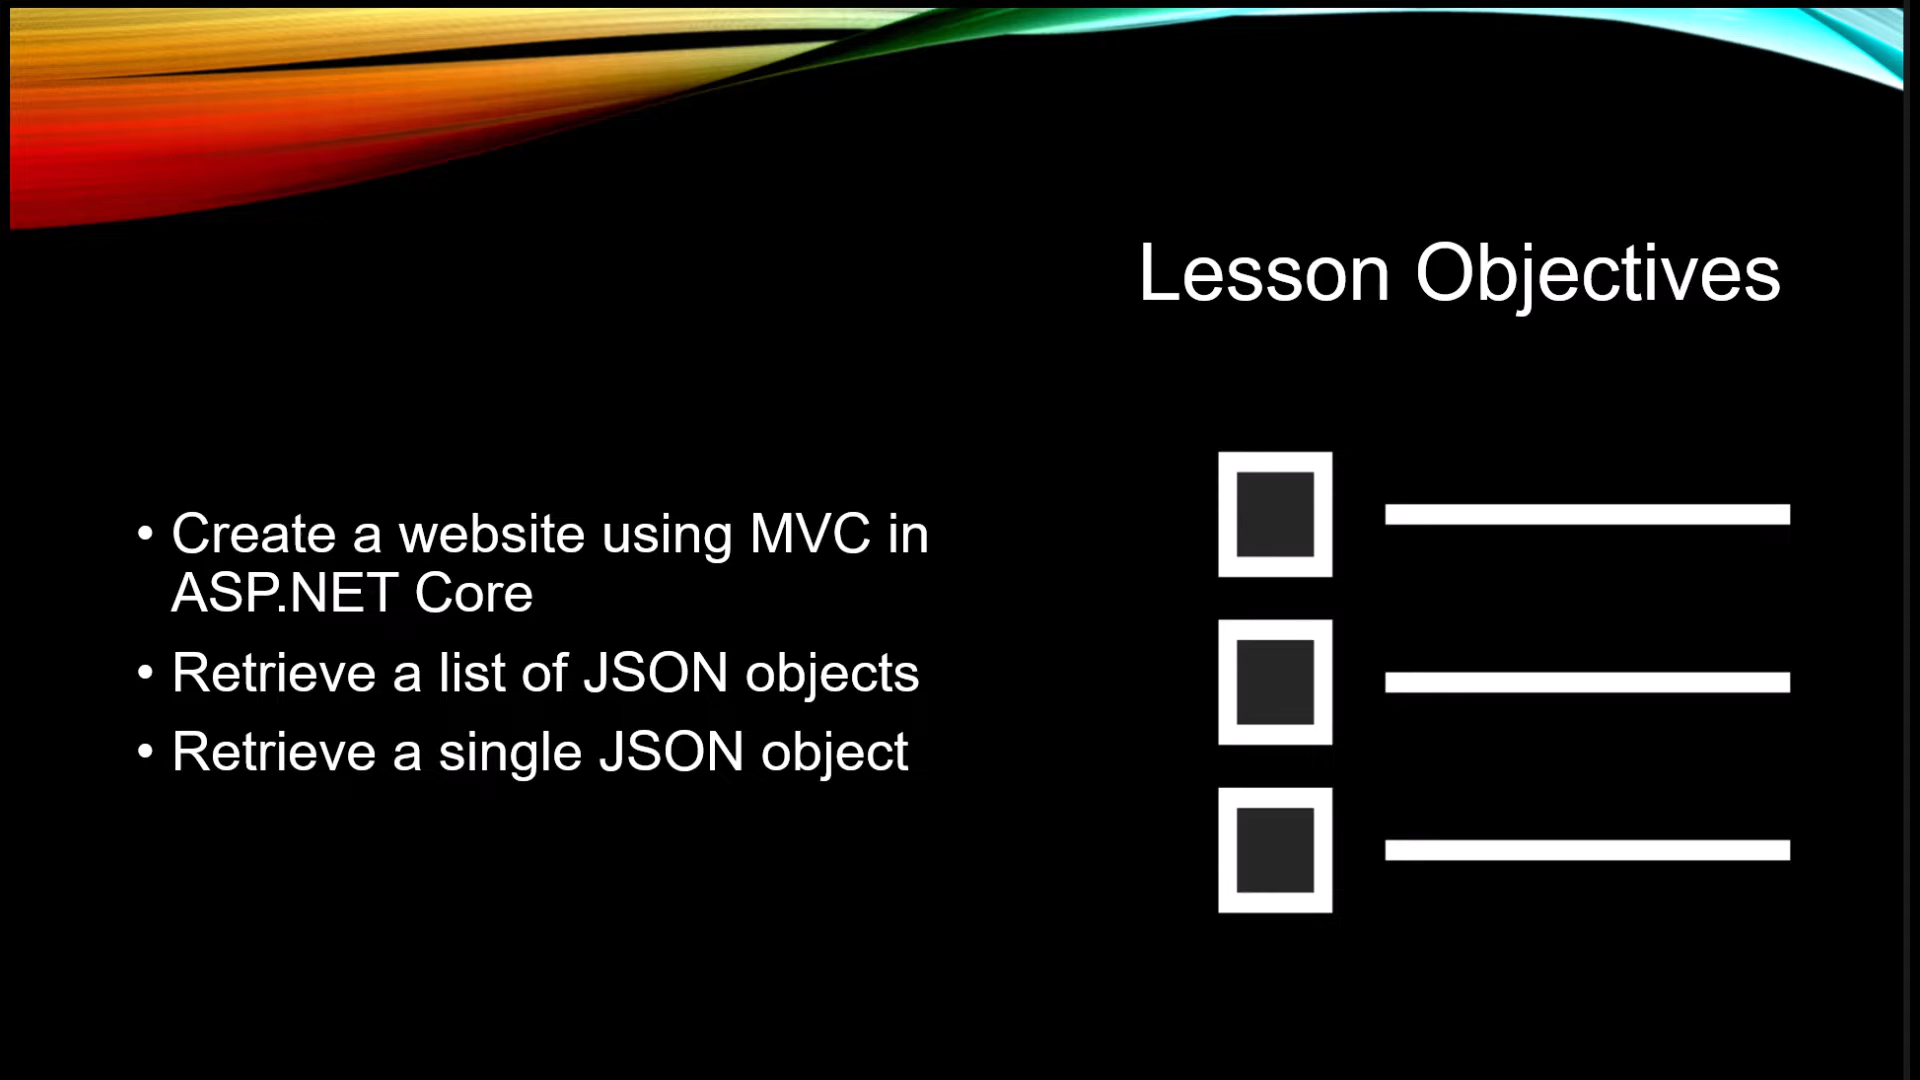 Lesson Objectives
• Create a website using MVC in
ASP.NET Core
• Retrieve a list of JSON objects
• Retrieve a single JSON object